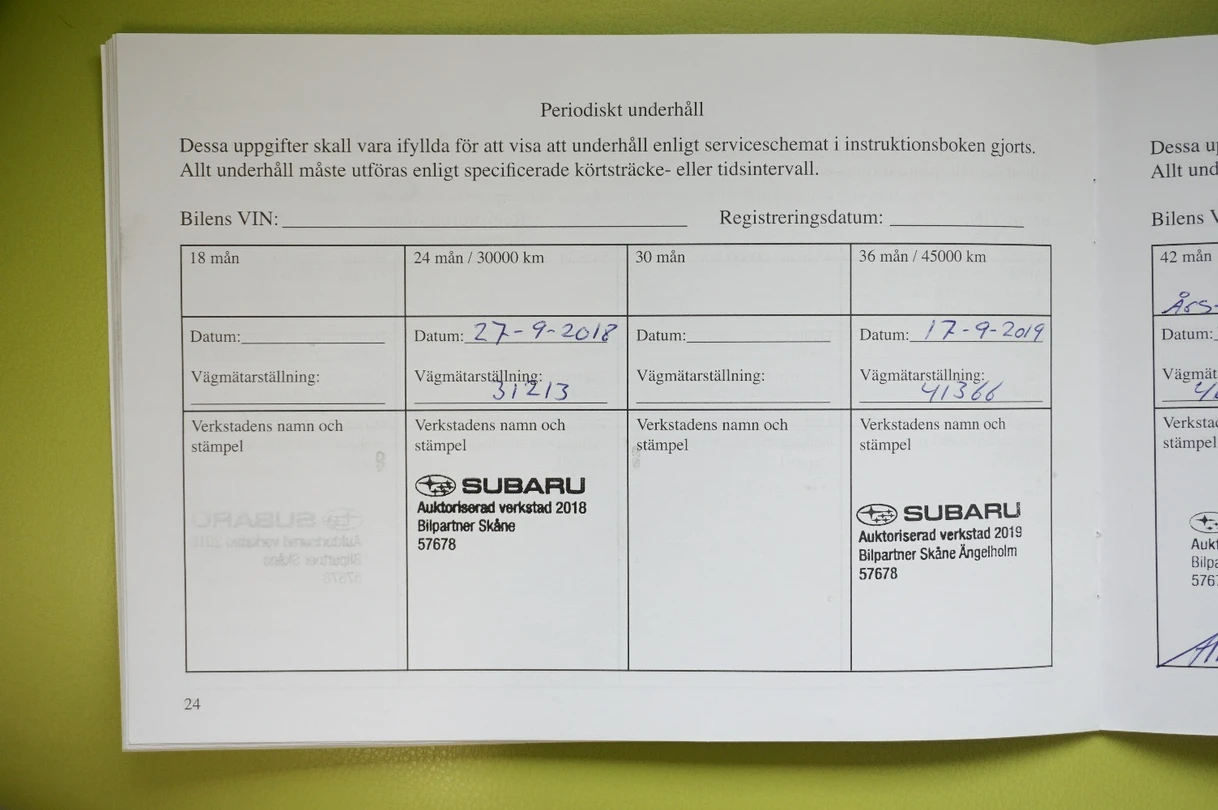 Periodiskt underhåll
Dessa uppgifter skall vara ifyllda för att visa att underhåll enligt serviceschemat i instruktionsboken gjorts.
Allt underhåll måste utföras enligt specificerade körtsträcke- eller tidsintervall.
Bilens VIN: Registreringsdatum:
18 mån
Datum:
Vägmätarställning:
Verkstadens namn och
stämpel
24 mån / 30000 km
Datum: 27-9-2018
Vägmätarställning:
31213
Verkstadens namn och
stämpel
SUBARU
Auktoriserad verkstad 2018
Bilpartner Skåne
57678
30 mån
Datum:
Vägmätarställning:
Verkstadens namn och
stämpel
36 mån / 45000 km
Datum: 17-9-2019
Vägmätarställning:
41366
Verkstadens namn och
stämpel
SUBARU
Auktoriserad verkstad 2019
Bilpartner Skåne Ängelholm
57678
24
Dessa
Allt
Bilens
42 mån
Års-
Datum: